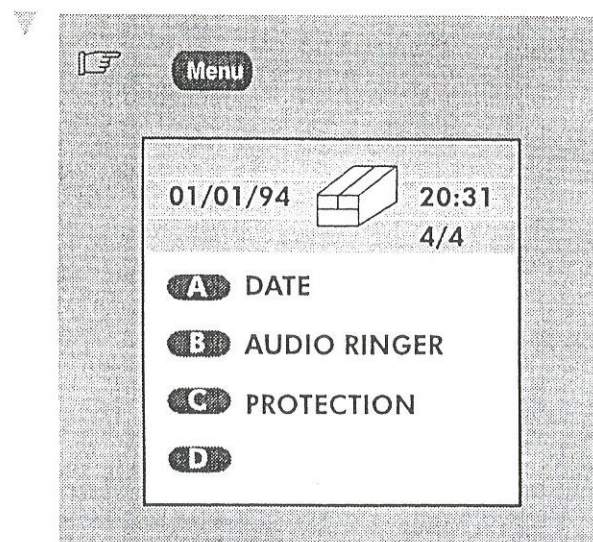 Menu
01/01/94 20:31
4/4
A DATE
B AUDIO RINGER
C PROTECTION
D